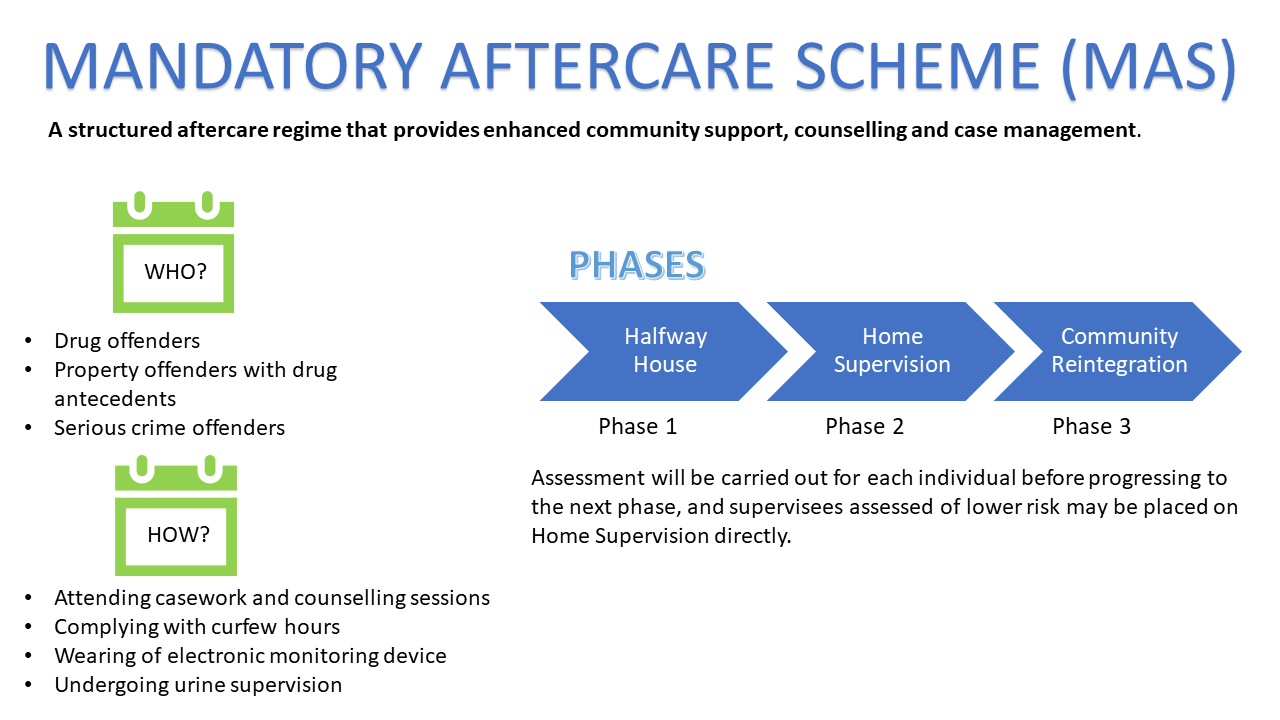 MANDATORY AFTERCARE SCHEME (MAS)
A structured aftercare regime that provides enhanced community support, counselling and case management.
WHO?
• Drug offenders
• Property offenders with drug
antecedents
• Serious crime offenders
HOW?
• Attending casework and counselling sessions
• Complying with curfew hours
• Wearing of electronic monitoring device
• Undergoing urine supervision
PHASES
Halfway
House
Home
Supervision
Community
Reintegration
Phase 1
Phase 2
Phase 3
Assessment will be carried out for each individual before progressing to
the next phase, and supervisees assessed of lower risk may be placed on
Home Supervision directly.